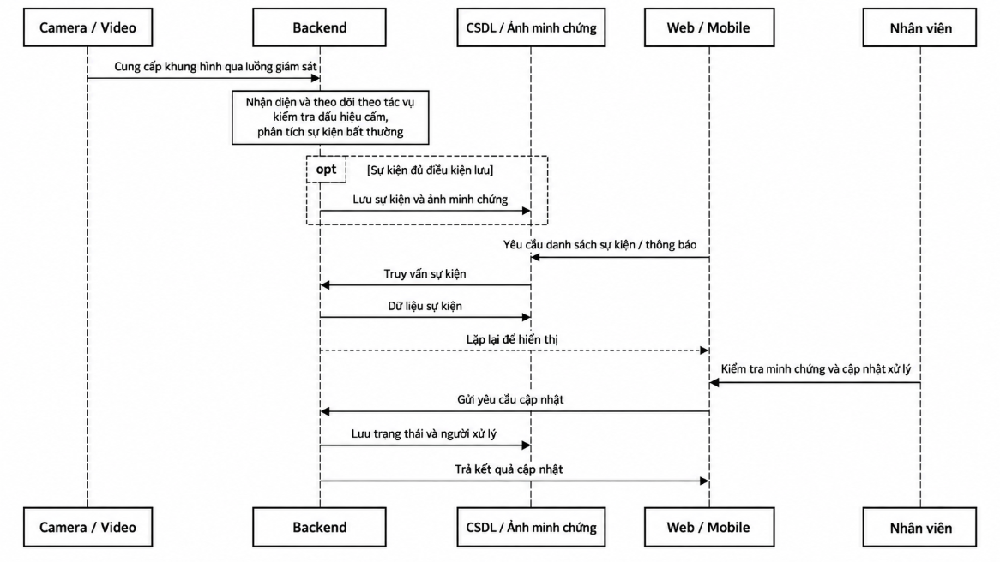 Camera / Video
Backend
CSDL / Ảnh minh chứng
Web / Mobile
Nhân viên
Cung cấp khung hình qua luồng giám sát
Nhận diện và theo dõi theo tác vụ
kiểm tra dấu hiệu cấm,
phân tích sự kiện bất thường
opt
[Sự kiện đủ điều kiện lưu]
Lưu sự kiện và ảnh minh chứng
Yêu cầu danh sách sự kiện / thông báo
Truy vấn sự kiện
Dữ liệu sự kiện
Lặp lại để hiển thị
Kiểm tra minh chứng và cập nhật xử lý
Gửi yêu cầu cập nhật
Lưu trạng thái và người xử lý
Trả kết quả cập nhật
Camera / Video
Backend
CSDL / Ảnh minh chứng
Web / Mobile
Nhân viên